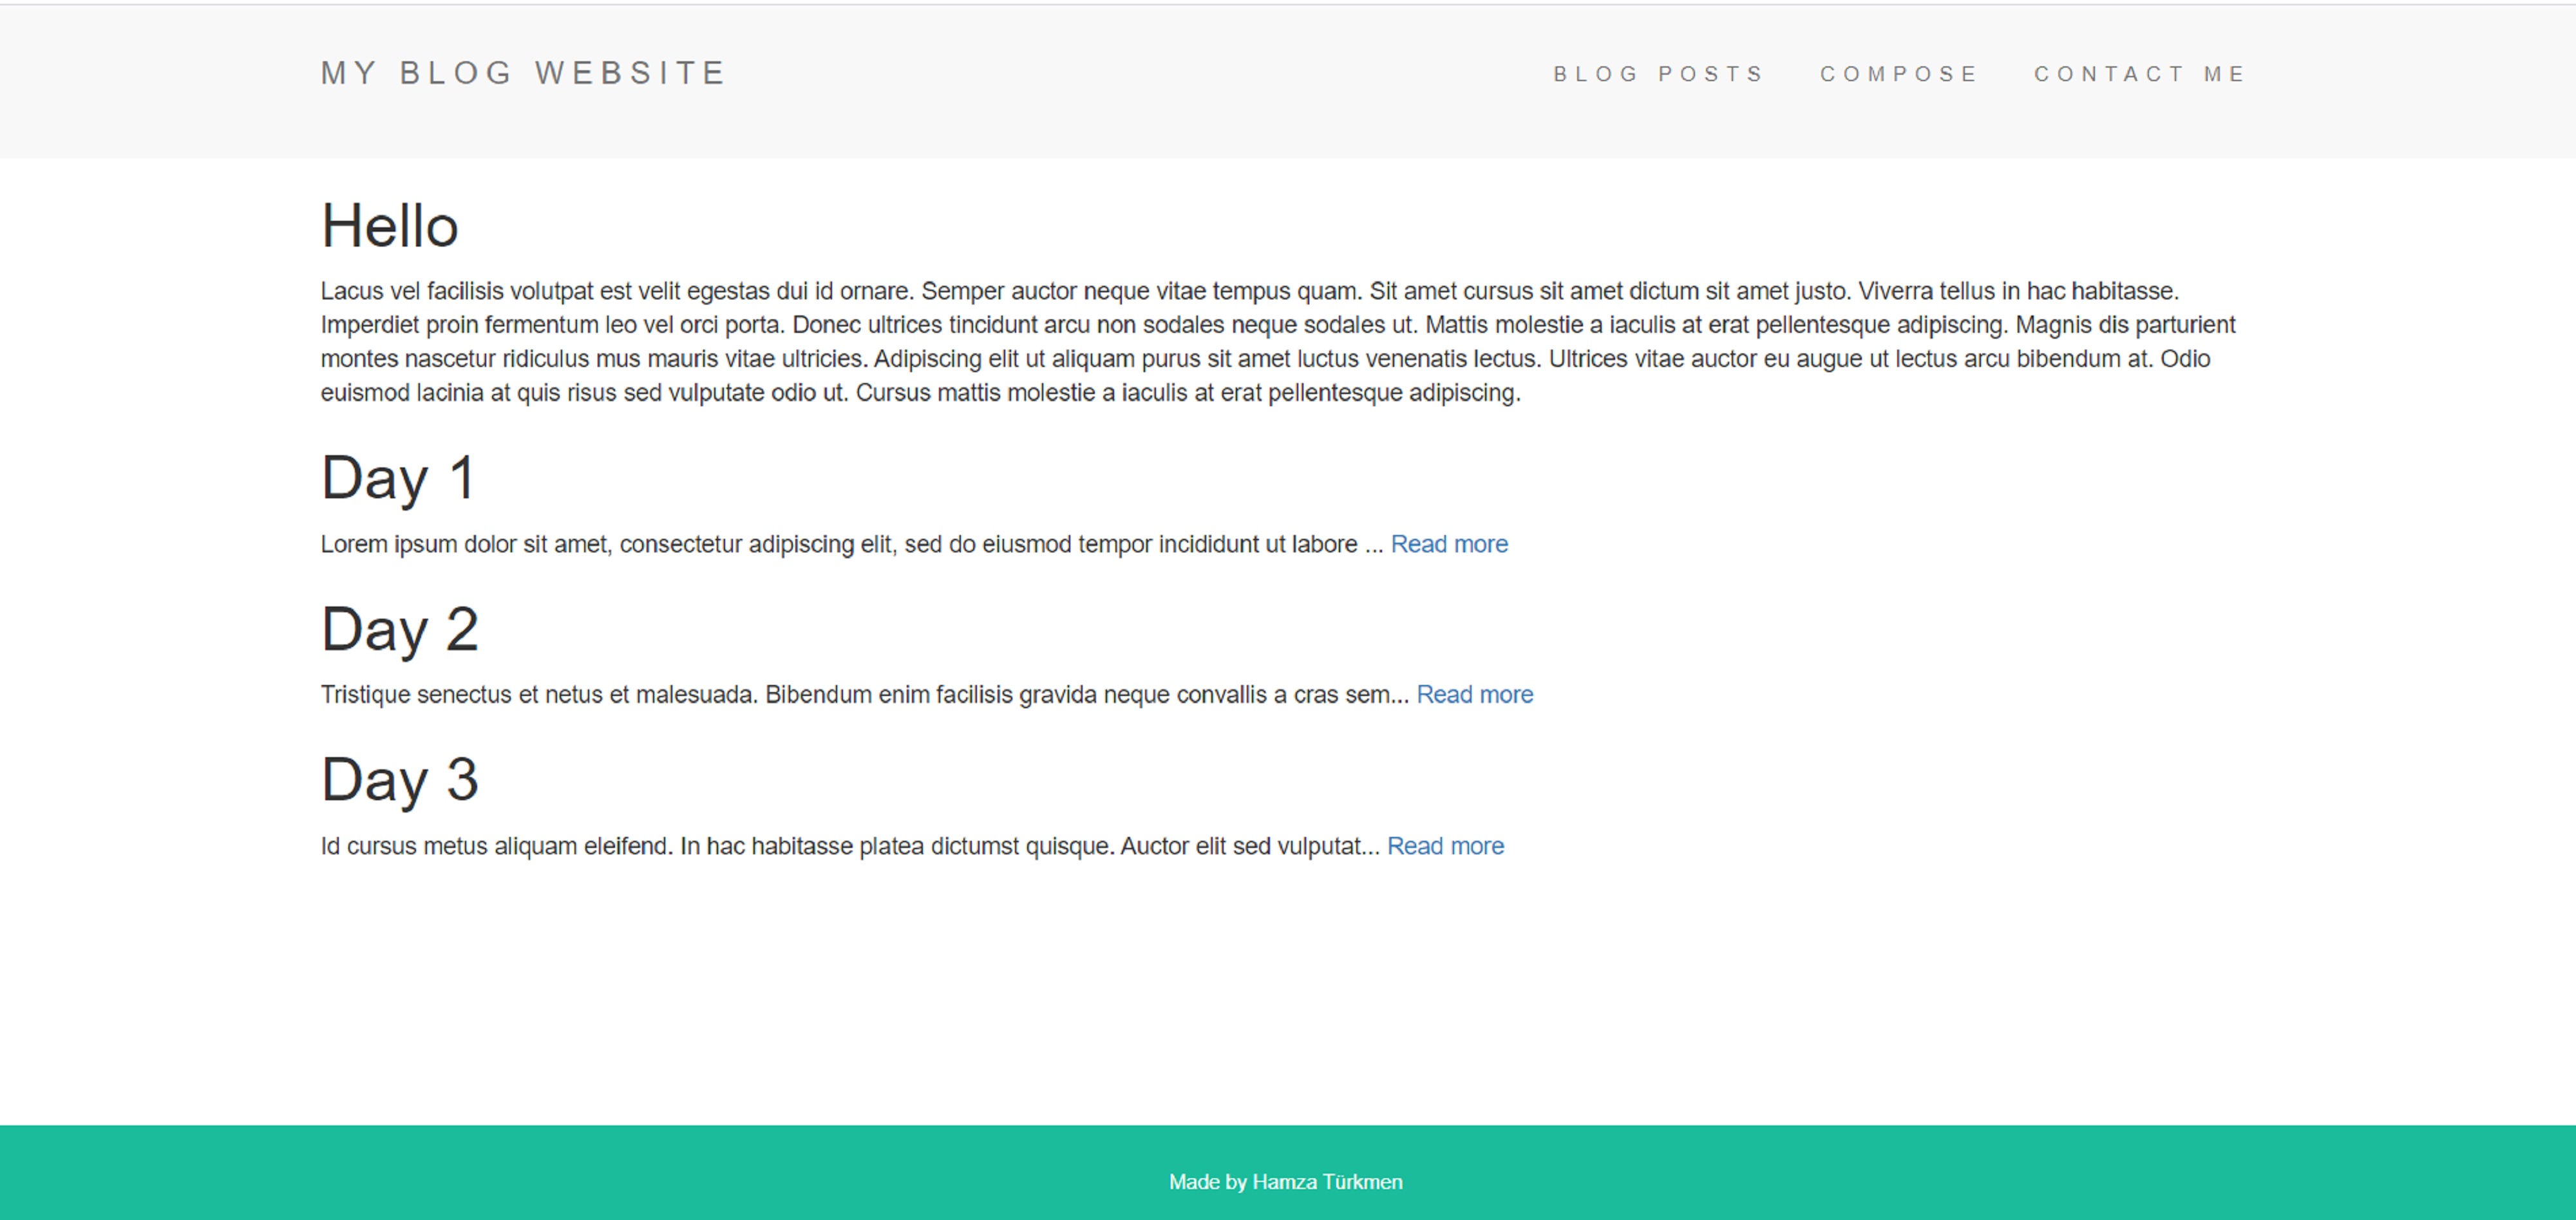 MY BLOG WEBSITE
BLOG POSTS COMPOSE CONTACT ME
Hello
Lacus vel facilisis volutpat est velit egestas dui id ornare. Semper auctor neque vitae tempus quam. Sit amet cursus sit amet dictum sit amet justo. Viverra tellus in hac habitasse.
Imperdiet proin fermentum leo vel orci porta. Donec ultrices tincidunt arcu non sodales neque sodales ut. Mattis molestie a iaculis at erat pellentesque adipiscing. Magnis dis parturient
montes nascetur ridiculus mus mauris vitae ultricies. Adipiscing elit ut aliquam purus sit amet luctus venenatis lectus. Ultrices vitae auctor eu augue ut lectus arcu bibendum at. Odio
euismod lacinia at quis risus sed vulputate odio ut. Cursus mattis molestie a iaculis at erat pellentesque adipiscing.
Day 1
Lorem ipsum dolor sit amet, consectetur adipiscing elit, sed do eiusmod tempor incididunt ut labore ... Read more
Day 2
Tristique senectus et netus et malesuada. Bibendum enim facilisis gravida neque convallis a cras sem... Read more
Day 3
Id cursus metus aliquam eleifend. In hac habitasse platea dictumst quisque. Auctor elit sed vulputat... Read more
Made by Hamza Türkmen